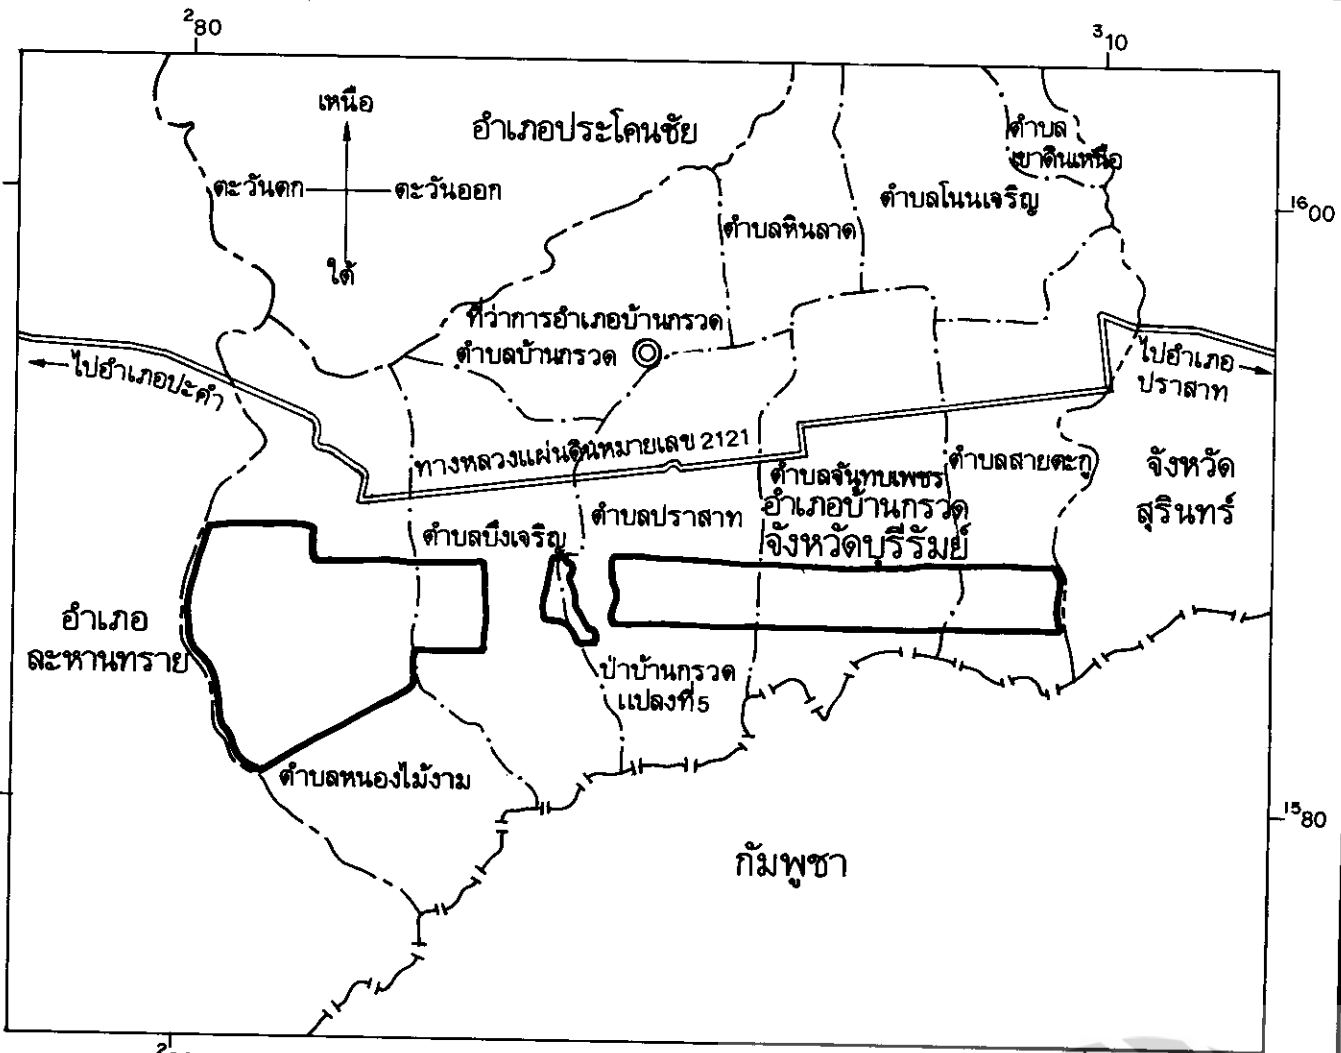 280
310
เหนือ
อำเภอประโคนชัย
ตำบล
เขาดินเหนือ
ตะวันตก
ตะวันออก
ตำบลโนนเจริญ
ตำบลหินลาด
1600
ใต้
ที่ว่าการอำเภอบ้านกรวด
ตำบลบ้านกรวด
ไปอำเภอปะคำ
ไปอำเภอ
ปราสาท
ทางหลวงแผ่นดินหมายเลข 2121
ตำบลจันทบเพชร
ตำบลสายตะกู
จังหวัด
สุรินทร์
อำเภอบ้านกรวด
จังหวัดบุรีรัมย์
ตำบลปราสาท
ตำบลบึงเจริญ
อำเภอ
ละหานทราย
ป่าบ้านกรวด
แปลงที่5
ตำบลหนองไม้งาม
1580
กัมพูชา